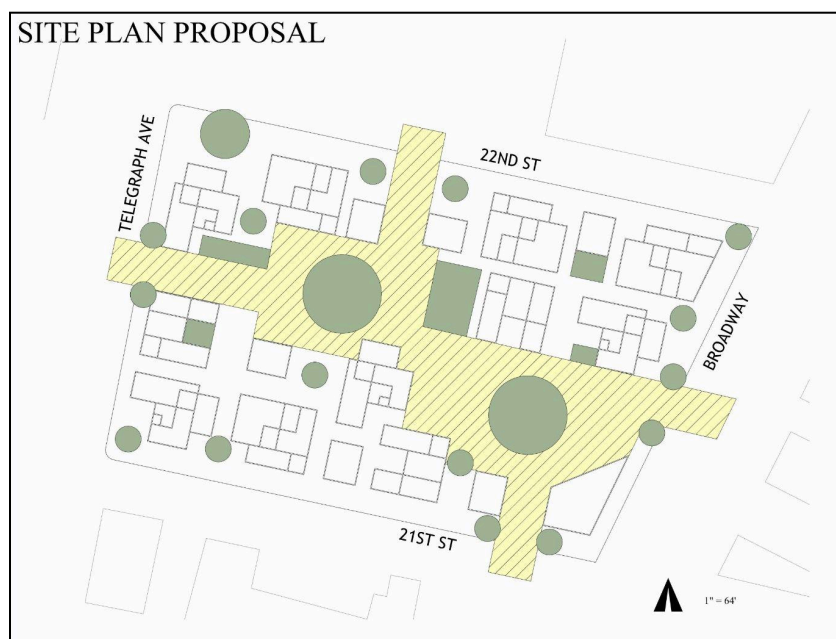 SITE PLAN PROPOSAL
TELEGRAPH AVE
22ND ST
BROADWAY
21ST ST
1" = 64'